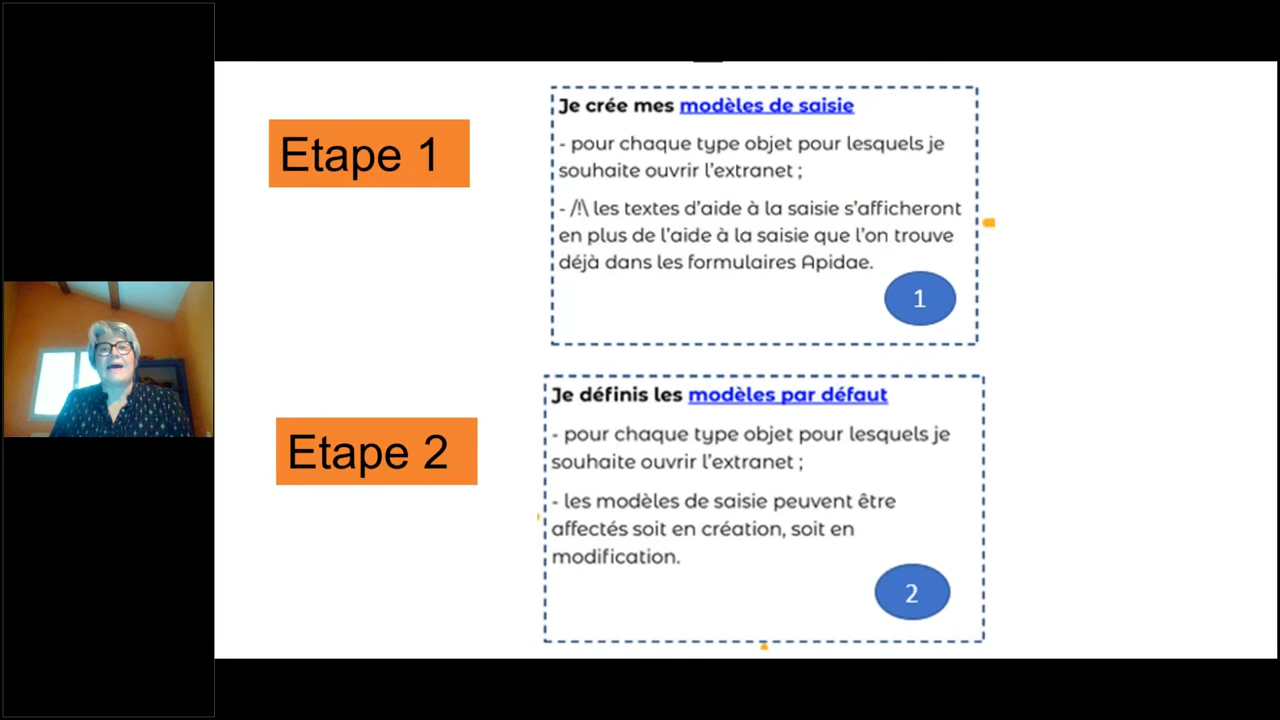 Etape 1
Je crée mes modèles de saisie
- pour chaque type objet pour lesquels je
souhaite ouvrir l'extranet ;
- /!\ les textes d'aide à la saisie s'afficheront
en plus de l'aide à la saisie que l'on trouve
déjà dans les formulaires Apidae.
1
Etape 2
Je définis les modèles par défaut
- pour chaque type objet pour lesquels je
souhaite ouvrir l'extranet ;
- les modèles de saisie peuvent être
affectés soit en création, soit en
modification.
2